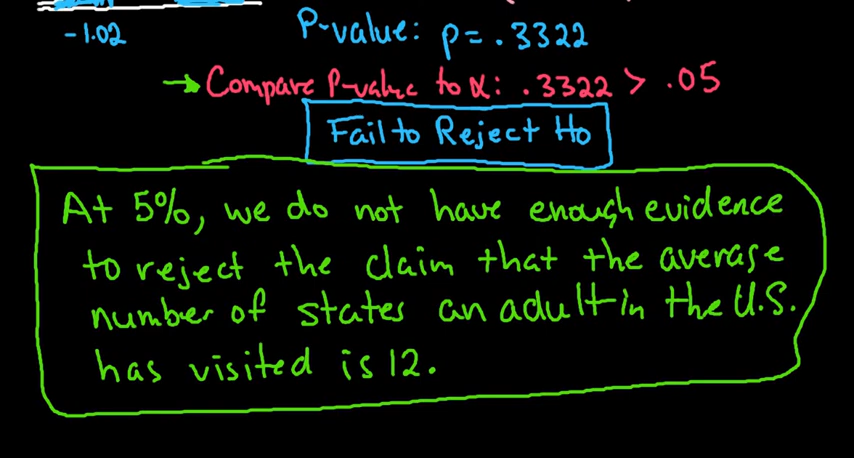 -1.02
P-value: p = .3322
→ Compare P-value to α: .3322 > .05
Fail to Reject Ho
At 5%, we do not have enough evidence
to reject the claim that the average
number of states an adult in the U.S.
has visited is 12.